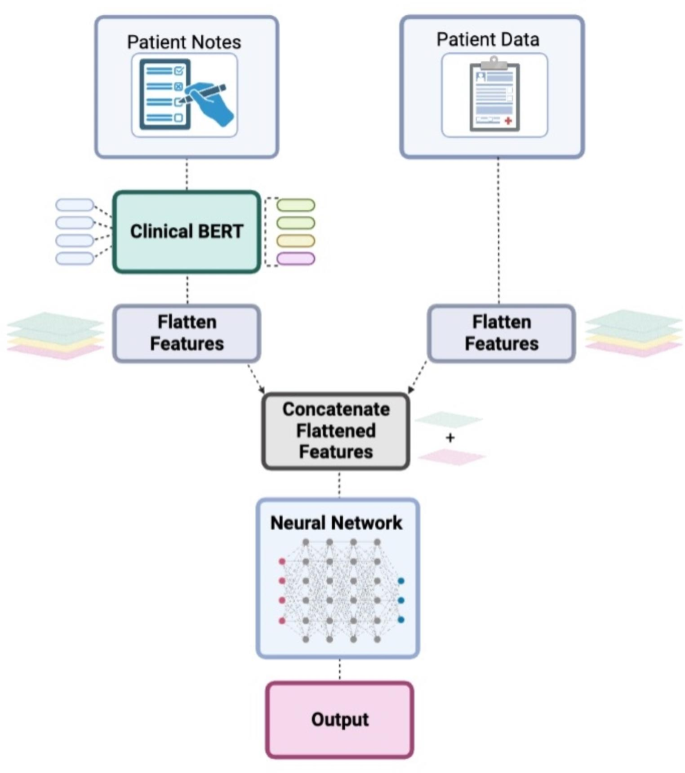 Patient Notes
Patient Data
Clinical BERT
Flatten
Features
Flatten
Features
Concatenate
Flattened
Features
+
Neural Network
Output